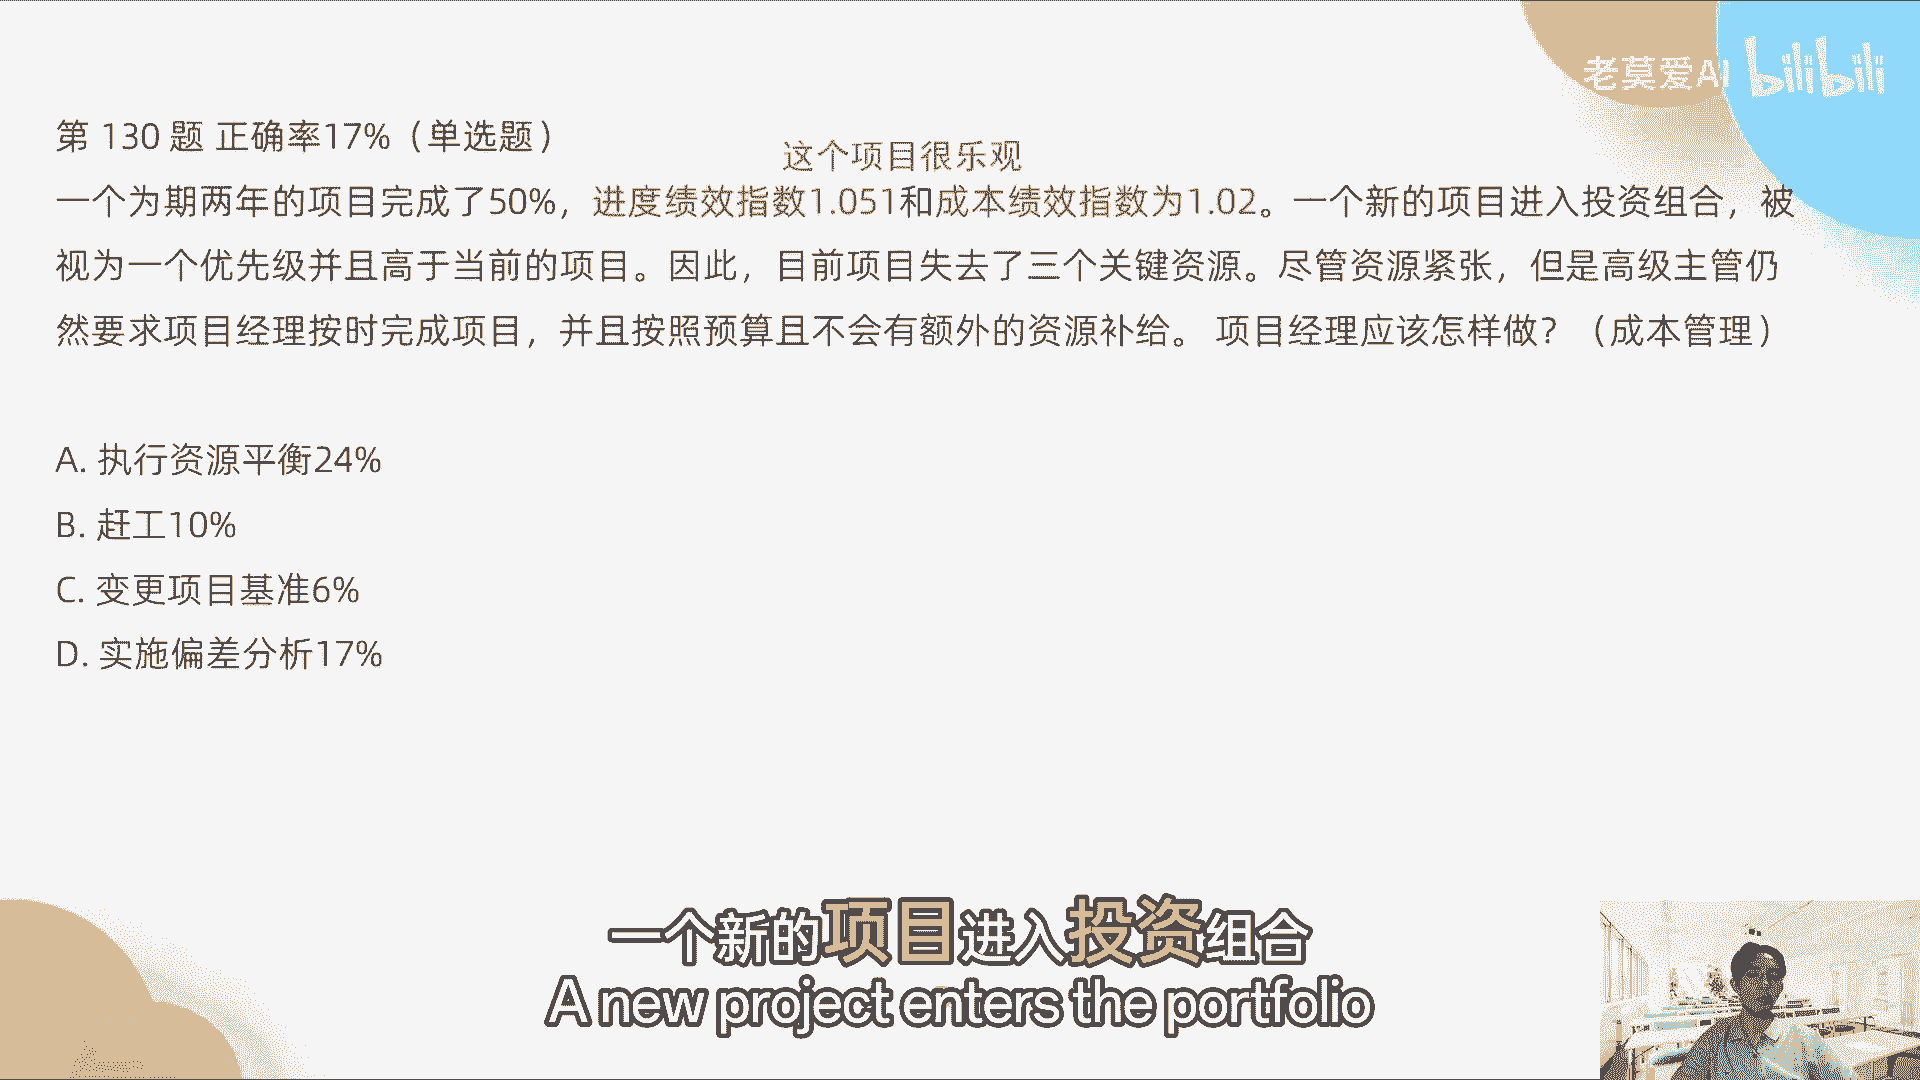 老莫爱AI bilibili
第 130 题 正确率17%（单选题）
这个项目很乐观
一个为期两年的项目完成了50%，进度绩效指数1.051和成本绩效指数为1.02。一个新的项目进入投资组合，被
视为一个优先级并且高于当前的项目。因此，目前项目失去了三个关键资源。尽管资源紧张，但是高级主管仍
然要求项目经理按时完成项目，并且按照预算且不会有额外的资源补给。 项目经理应该怎样做？（成本管理）
A. 执行资源平衡24%
B. 赶工10%
C. 变更项目基准6%
D. 实施偏差分析17%
一个新的项目进入投资组合
A new project enters the portfolio